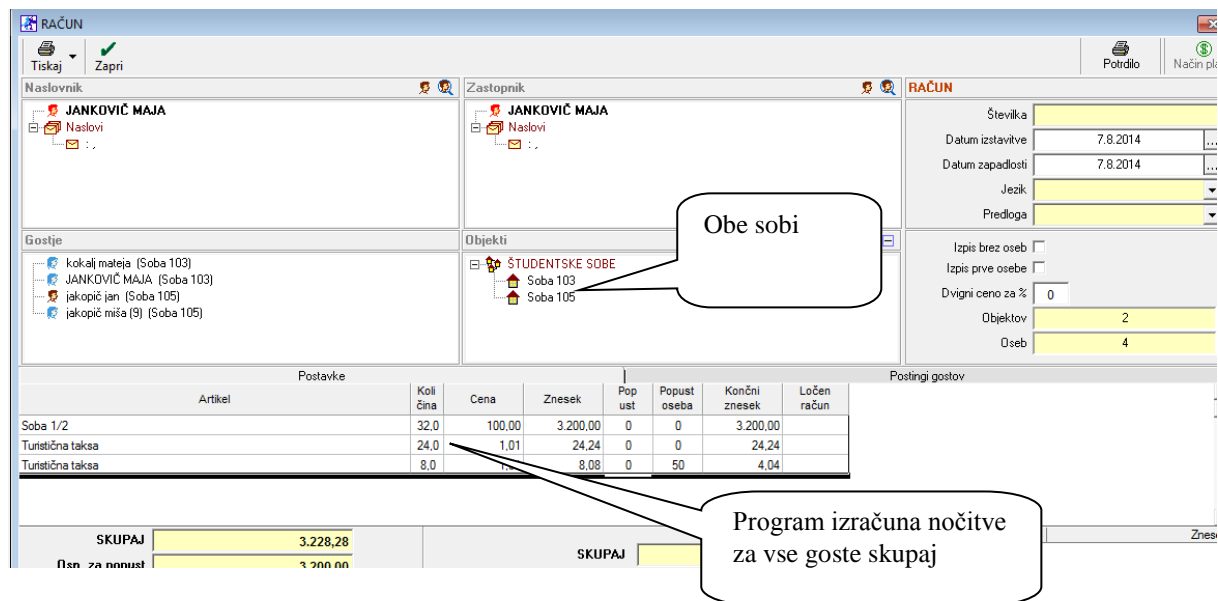 RAČUN
Tiskaj
Zapri
Potrdilo
Način pla
Naslovnik
JANKOVIČ MAJA
Naslovi
: ,
Zastopnik
JANKOVIČ MAJA
Naslovi
: ,
RAČUN
Številka
Datum izstavitve 7.8.2014 ...
Datum zapadlosti 7.8.2014 ...
Jezik
Predloga
Gostje
kokalj mateja (Soba 103)
JANKOVIČ MAJA (Soba 103)
jakopič jan (Soba 105)
jakopič miša (9) (Soba 105)
Objekti
ŠTUDENTSKE SOBE
Soba 103
Soba 105
Obe sobi
Izpis brez oseb
Izpis prve osebe
Dvigni ceno za % 0
Objektov 2
Oseb 4
Postavke
Postingi gostov
Artikel Koli čina Cena Znesek Pop ust Popust oseba Končni znesek Ločen račun
Soba 1/2 32,0 100,00 3.200,00 0 0 3.200,00
Turistična taksa 24,0 1,01 24,24 0 0 24,24
Turistična taksa 8,0 8,08 0 50 4,04
Program izračuna nočitve
za vse goste skupaj
SKUPAJ 3.228,28
Osn. za popust 3.200,00
SKUPAJ
Znes